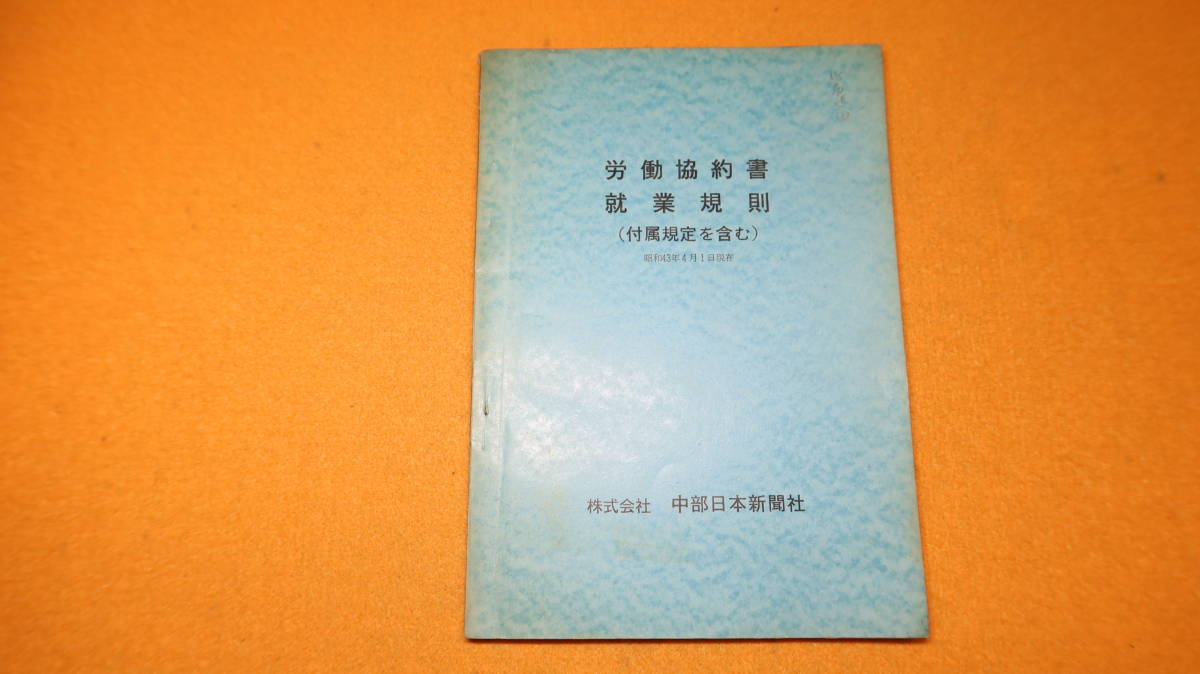 労働協約書
就業規則
(付属規定を含む)
昭和43年4月1日現在
株式会社 中部日本新聞社